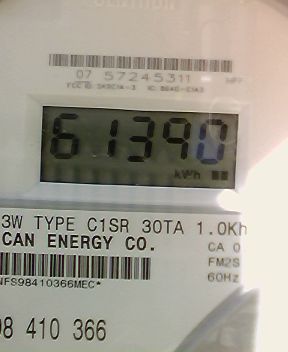 07 57245311
61390
kWh
3W TYPE C1SR 30TA 1.0Kh
CAN ENERGY CO.
CA 0
FM2S
60Hz
NFS98410366MEC*
98 410 366